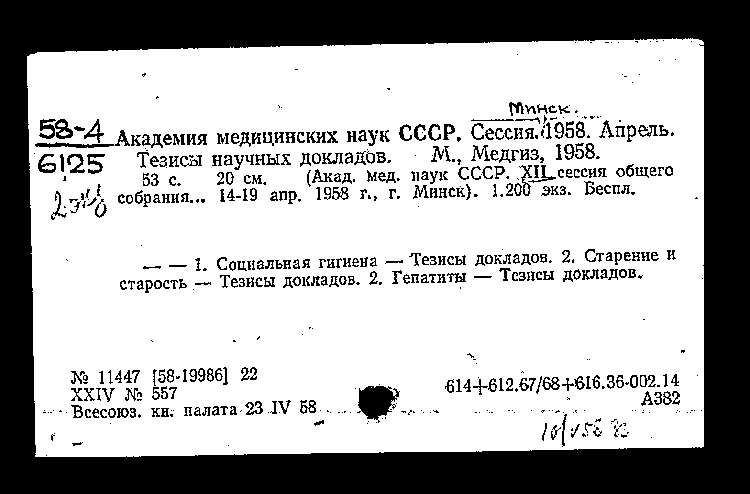 Минск.
58-4
6125
Академия медицинских наук СССР. Сессия. 1958. Апрель.
Тезисы научных докладов. М., Медгиз, 1958.
53 с. 20 см. (Акад. мед. наук СССР. XII сессия общего
собрания... 14-19 апр. 1958 г., г. Минск). 1.200 экз. Беспл.
— — 1. Социальная гигиена — Тезисы докладов. 2. Старение и
старость — Тезисы докладов. 2. Гепатиты — Тезисы докладов.
№ 11447 [58-19986] 22
XXIV № 557
Всесоюз. кн. палата 23 IV 58
614+612.67/68+616.36-002.14
А382